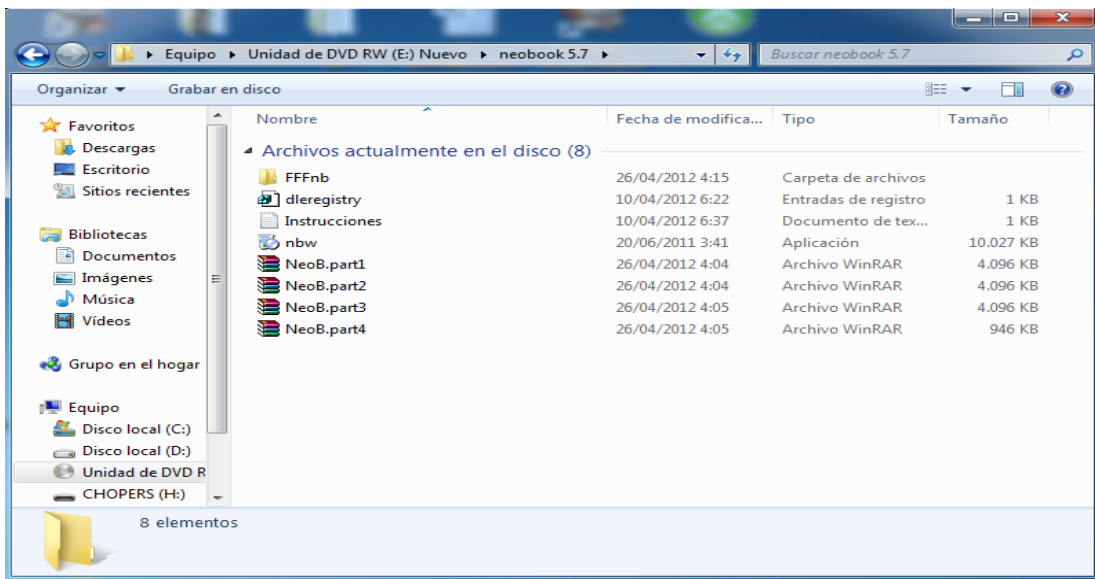 Equipo Unidad de DVD RW (E:) Nuevo neobook 5.7 Buscar neobook 5.7
Organizar Grabar en disco
Favoritos
Descargas
Escritorio
Sitios recientes
Bibliotecas
Documentos
Imágenes
Música
Vídeos
Grupo en el hogar
Equipo
Disco local (C:)
Disco local (D:)
Unidad de DVD R
CHOPERS (H:)
Nombre Fecha de modifica... Tipo Tamaño
Archivos actualmente en el disco (8)
FFFnb 26/04/2012 4:15 Carpeta de archivos
dleregistry 10/04/2012 6:22 Entradas de registro 1 KB
Instrucciones 10/04/2012 6:37 Documento de tex... 1 KB
nbw 20/06/2011 3:41 Aplicación 10.027 KB
NeoB.part1 26/04/2012 4:04 Archivo WinRAR 4.096 KB
NeoB.part2 26/04/2012 4:04 Archivo WinRAR 4.096 KB
NeoB.part3 26/04/2012 4:05 Archivo WinRAR 4.096 KB
NeoB.part4 26/04/2012 4:05 Archivo WinRAR 946 KB
8 elementos